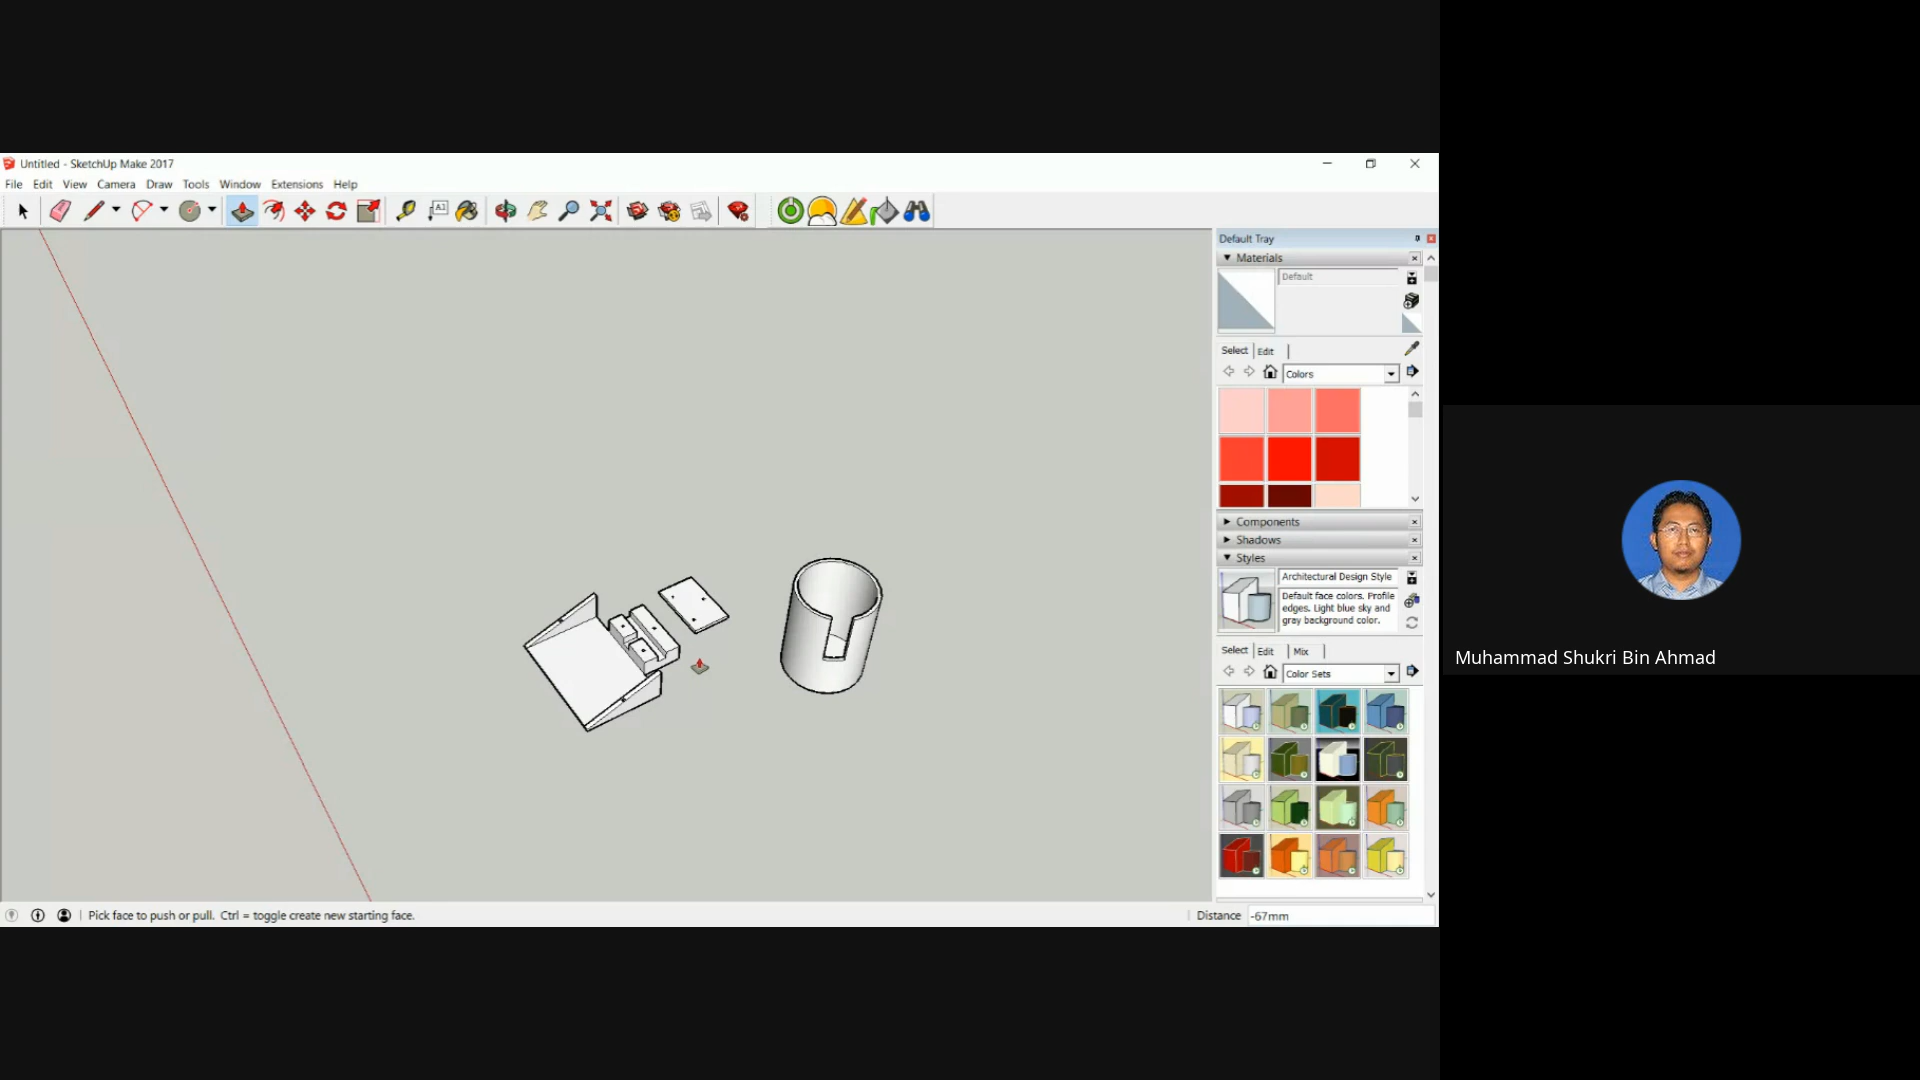 Untitled - SketchUp Make 2017
File Edit View Camera Draw Tools Window Extensions Help
A1
Default Tray
Materials
Default
Select Edit
Colors
Components
Shadows
Styles
Architectural Design Style
Default face colors. Profile
edges. Light blue sky and
gray background color.
Select Edit Mix
Color Sets
Pick face to push or pull. Ctrl = toggle create new starting face.
Distance -67mm
Muhammad Shukri Bin Ahmad